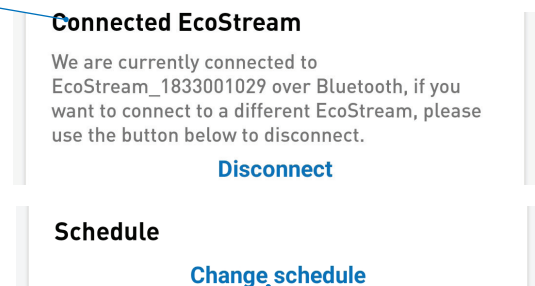 Connected EcoStream
We are currently connected to
EcoStream_1833001029 over Bluetooth, if you
want to connect to a different EcoStream, please
use the button below to disconnect.
Disconnect
Schedule
Change schedule